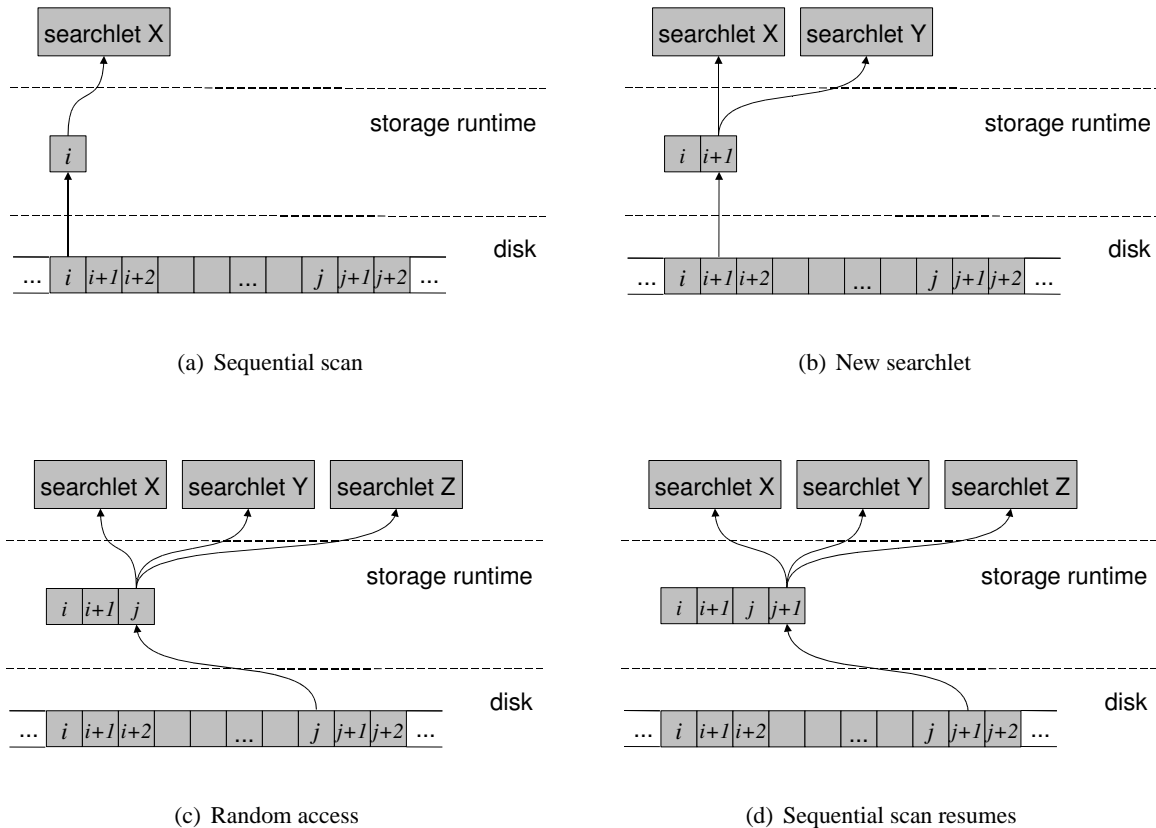 searchlet X
storage runtime
i
disk
... i i+1 i+2 ... j j+1 j+2 ...
(a) Sequential scan
searchlet X searchlet Y
storage runtime
i i+1
disk
... i i+1 i+2 ... j j+1 j+2 ...
(b) New searchlet
searchlet X searchlet Y searchlet Z
storage runtime
i i+1 j
disk
... i i+1 i+2 ... j j+1 j+2 ...
(c) Random access
searchlet X searchlet Y searchlet Z
storage runtime
i i+1 j j+1
disk
... i i+1 i+2 ... j j+1 j+2 ...
(d) Sequential scan resumes